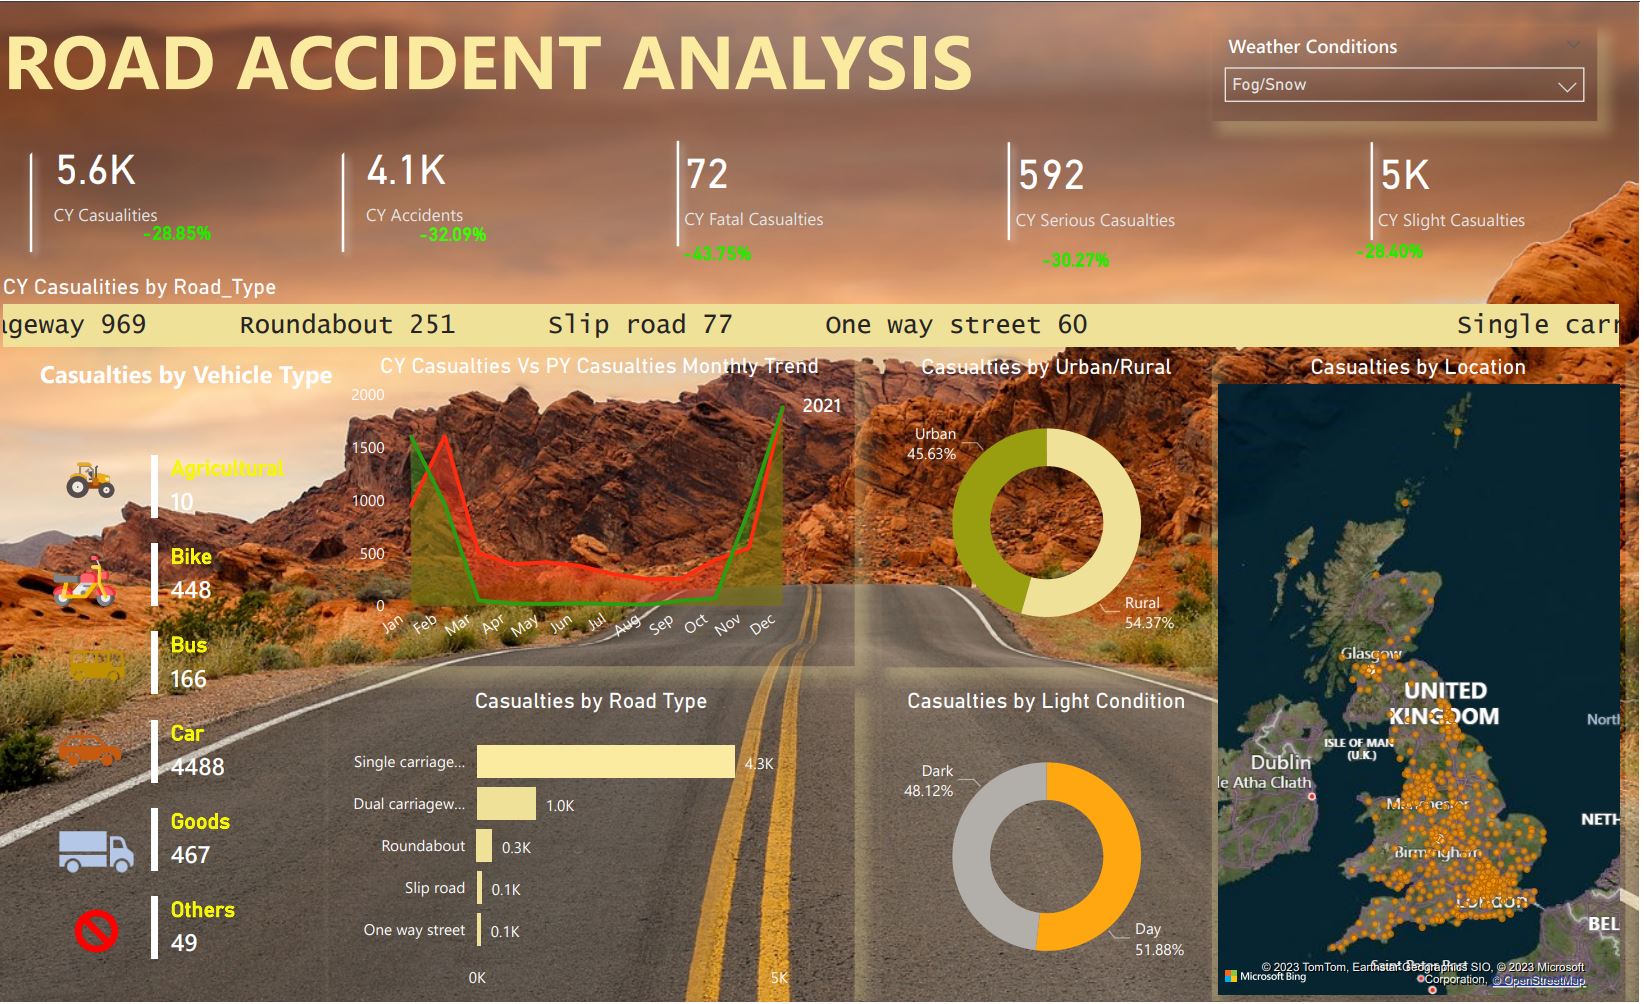 ROAD ACCIDENT ANALYSIS
Weather Conditions
Fog/Snow
5.6K
CY Casualities
-28.85%
4.1K
CY Accidents
-32.09%
72
CY Fatal Casualties
-43.75%
592
CY Serious Casualties
-30.27%
5K
CY Slight Casualties
-28.40%
CY Casualities by Road_Type
ageway 969 Roundabout 251 Slip road 77 One way street 60 Single carr
Casualties by Vehicle Type
Agricultural
10
Bike
448
Bus
166
Car
4488
Goods
467
Others
49
CY Casualties Vs PY Casualties Monthly Trend
2000
1500
1000
500
0
2021
Jan Feb Mar Apr May Jun Jul Aug Sep Oct Nov Dec
Casualties by Urban/Rural
Urban
45.63%
Rural
54.37%
Casualties by Road Type
Single carriage... 4.3K
Dual carriagew... 1.0K
Roundabout 0.3K
Slip road 0.1K
One way street 0.1K
0K 5K
Casualties by Light Condition
Dark
48.12%
Day
51.88%
Casualties by Location
Glasgow
UNITED
KINGDOM
North
ISLE OF MAN
(U.K.)
Dublin
le Atha Cliath
Manchester
NETH
Birmingham
London
BEL
Saint Peter Port
Microsoft Bing
© 2023 TomTom, Earthstar Geographics SIO, © 2023 Microsoft
Corporation, © OpenStreetMap